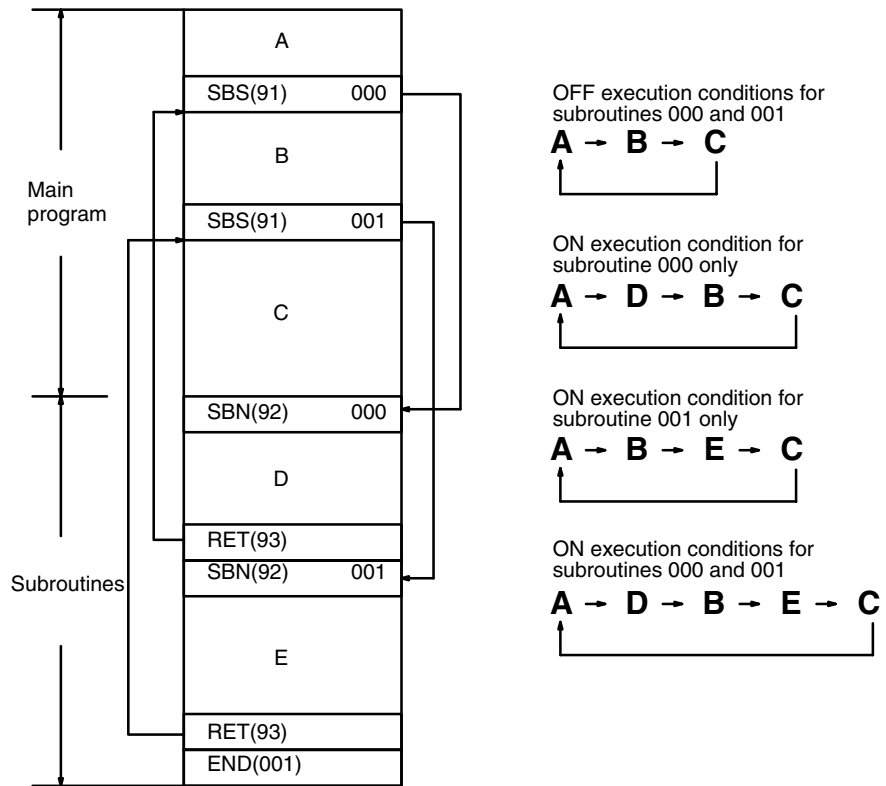 A
SBS(91) 000
B
SBS(91) 001
C
SBN(92) 000
D
RET(93)
SBN(92) 001
E
RET(93)
END(001)
Main
program
Subroutines
OFF execution conditions for
subroutines 000 and 001
A → B → C
ON execution condition for
subroutine 000 only
A → D → B → C
ON execution condition for
subroutine 001 only
A → B → E → C
ON execution conditions for
subroutines 000 and 001
A → D → B → E → C